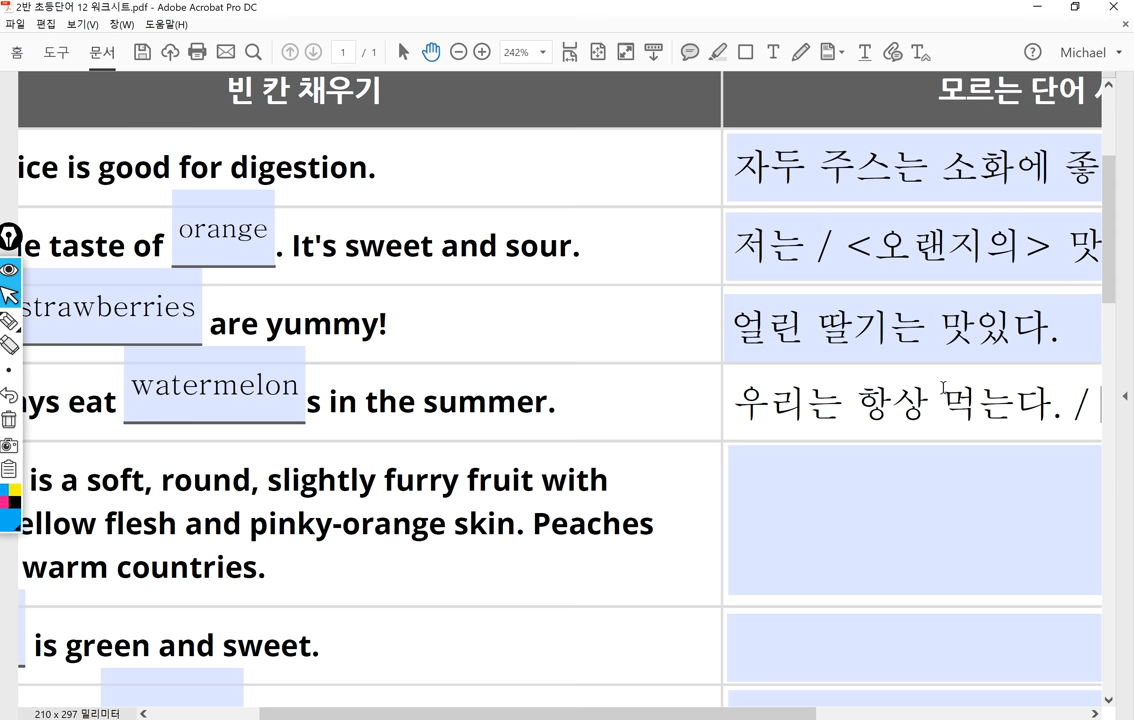 2반 초등단어 12 워크시트.pdf - Adobe Acrobat Pro DC
파일 편집 보기(V) 창(W) 도움말(H)
홈 도구 문서 1 / 1 242% Michael
빈 칸 채우기 모르는 단어
ice is good for digestion. 자두 주스는 소화에 좋
e taste of orange. It's sweet and sour. 저는 / <오랜지의> 맛
strawberries are yummy! 얼린 딸기는 맛있다.
ys eat watermelons in the summer. 우리는 항상 먹는다. /
is a soft, round, slightly furry fruit with
ellow flesh and pinky-orange skin. Peaches
warm countries.
is green and sweet.
210 x 297 밀리미터